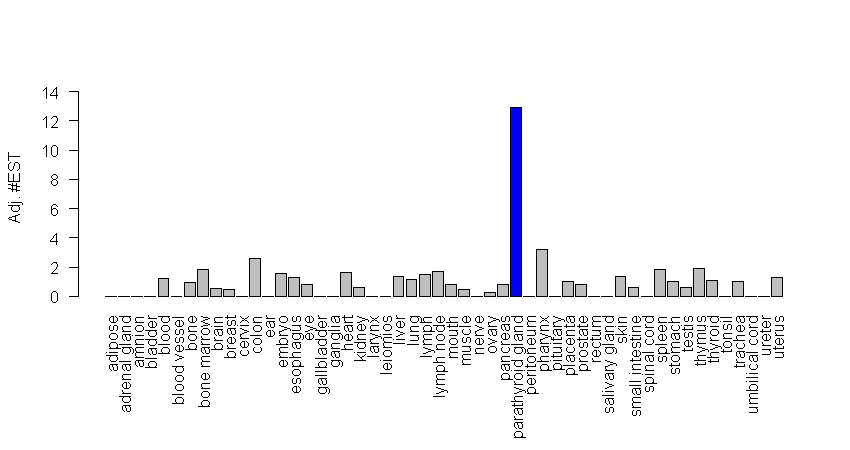 Adj. #EST
14
12
10
8
6
4
2
0
adipose
adrenal gland
amnion
bladder
blood
blood vessel
bone
bone marrow
brain
breast
cervix
colon
ear
embryo
esophagus
eye
gallbladder
ganglia
heart
kidney
larynx
leiomios
liver
lung
lymph
lymph node
mouth
muscle
nerve
ovary
pancreas
parathyroid gland
peritoneum
pharynx
pituitary
placenta
prostate
rectum
salivary gland
skin
small intestine
spinal cord
spleen
stomach
testis
thymus
thyroid
tonsil
trachea
umbilical cord
ureter
uterus